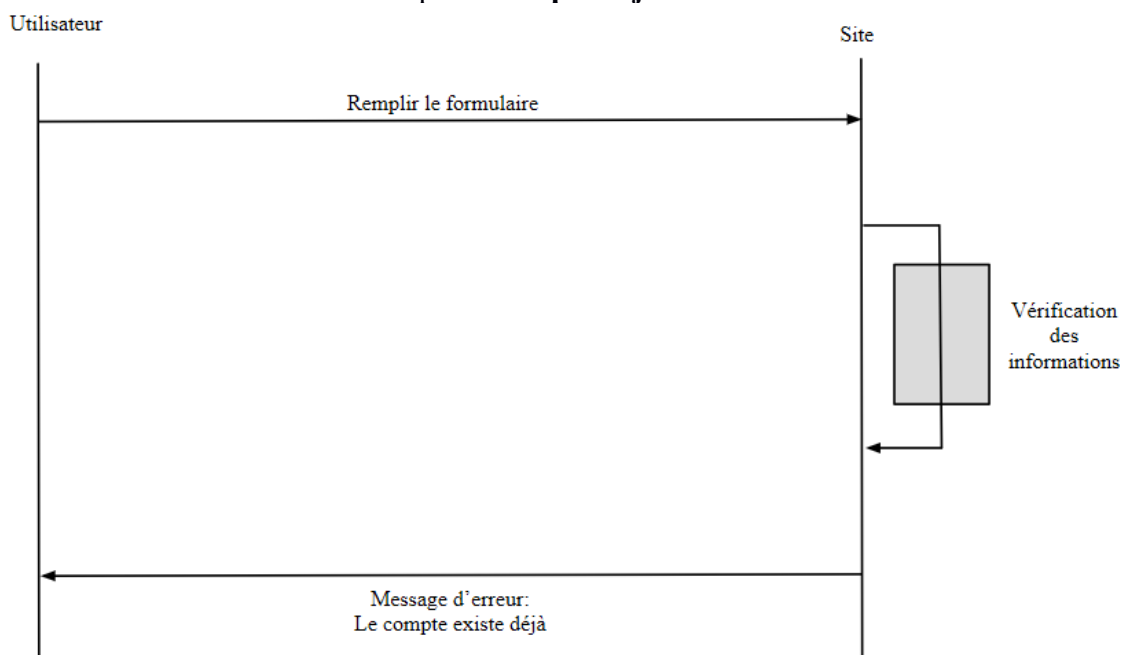 Utilisateur
Site
Remplir le formulaire
Vérification
des
informations
Message d’erreur:
Le compte existe déjà